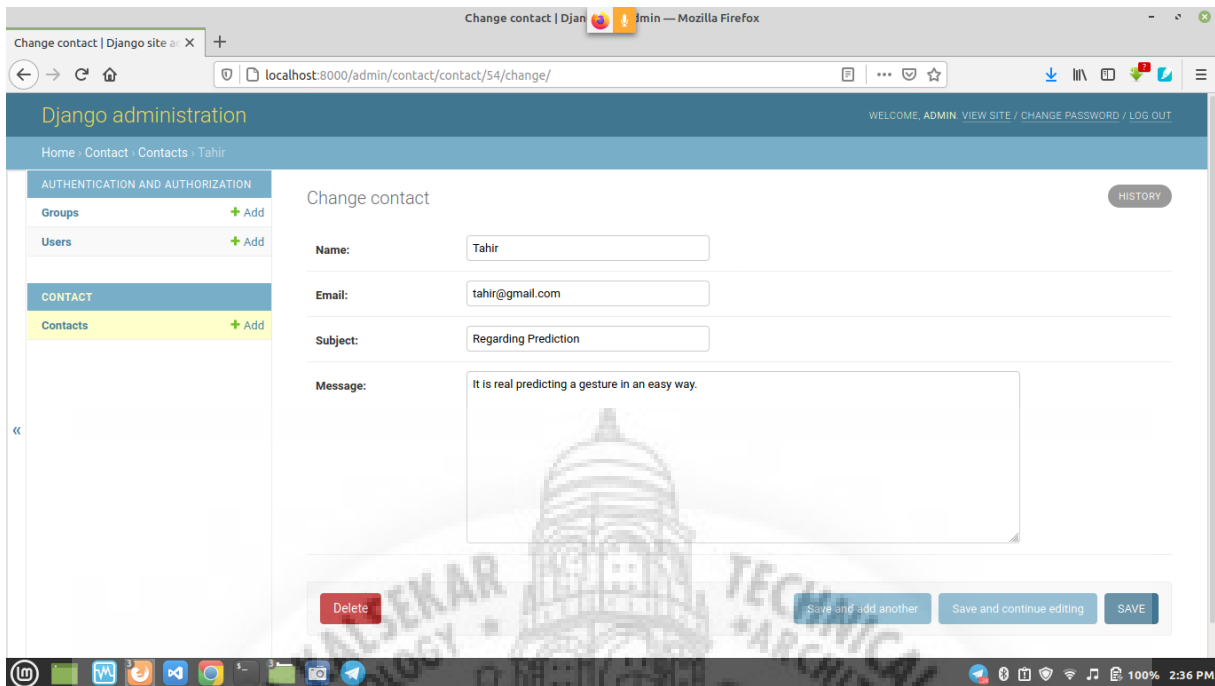 Change contact | Djan dmin — Mozilla Firefox
Change contact | Django site ad
localhost:8000/admin/contact/contact/54/change/
Django administration
WELCOME, ADMIN. VIEW SITE / CHANGE PASSWORD / LOG OUT
Home › Contact › Contacts › Tahir
AUTHENTICATION AND AUTHORIZATION
Groups + Add
Users + Add
CONTACT
Contacts + Add
«
Change contact
HISTORY
Name: Tahir
Email: tahir@gmail.com
Subject: Regarding Prediction
Message: It is real predicting a gesture in an easy way.
Delete
Save and add another
Save and continue editing
SAVE
KALSEKAR TECHNICAL
100% 2:36 PM